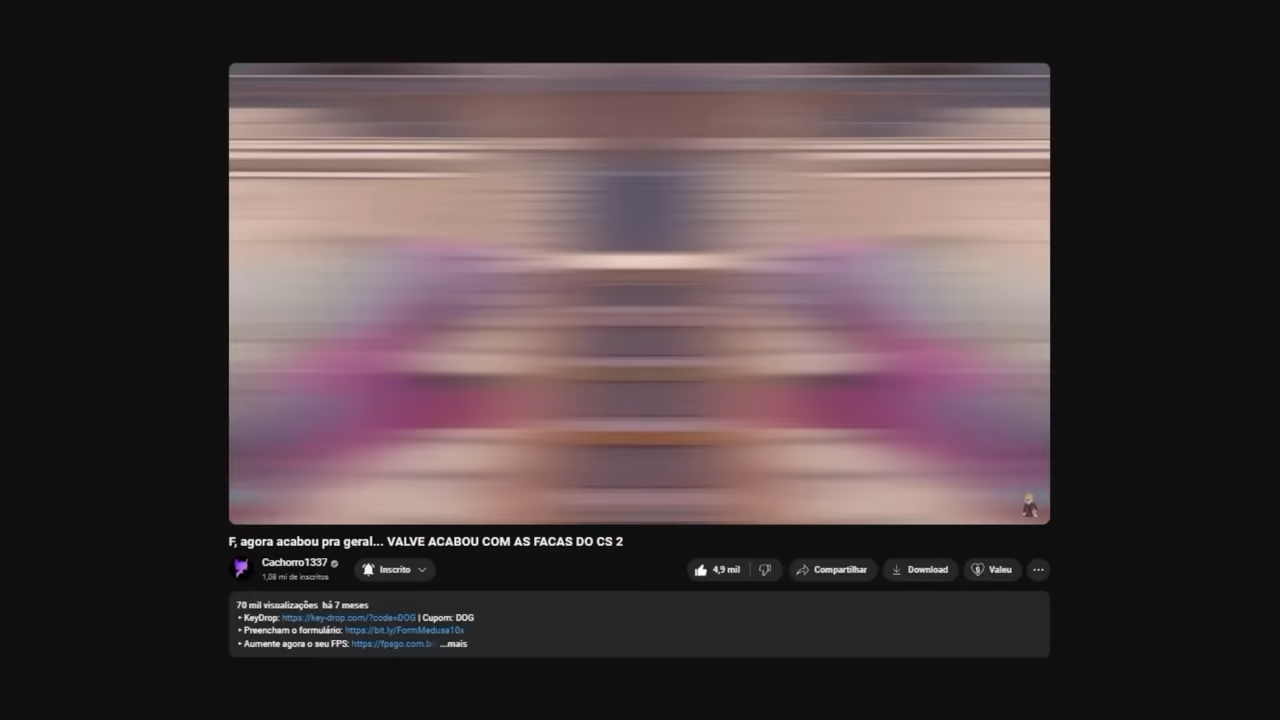 F, agora acabou pra geral... VALVE ACABOU COM AS FACAS DO CS 2
Cachorro1337
1,08 mi de inscritos
Inscrito
4,9 mil
Compartilhar
Download
Valeu
70 mil visualizações há 7 meses
‣ KeyDrop: https://key-drop.com/?code=DOG | Cupom: DOG
‣ Preencham o formulário: https://bit.ly/FormMedusa10x
‣ Aumente agora o seu FPS: https://fpsgo.com.br ...mais